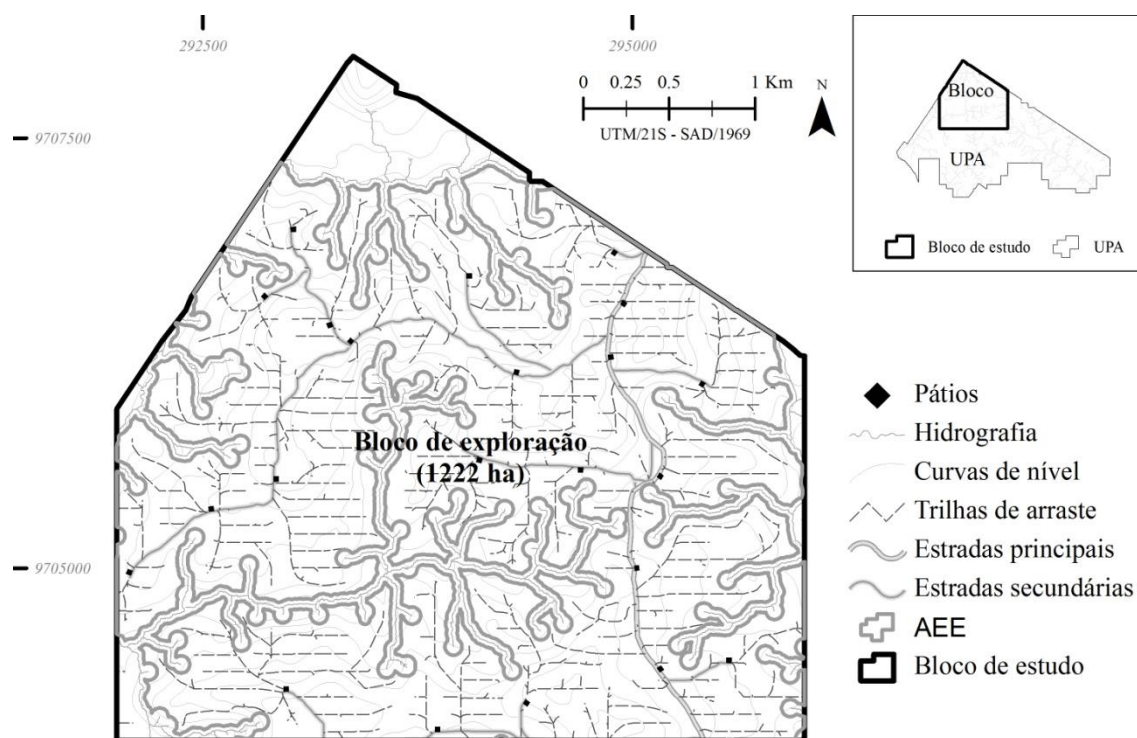 292500
295000
9707500
9705000
0 0.25 0.5 1 Km
UTM/21S - SAD/1969
N
Bloco
UPA
Bloco de estudo
UPA
Bloco de exploração
(1222 ha)
Pátios
Hidrografia
Curvas de nível
Trilhas de arraste
Estradas principais
Estradas secundárias
AEE
Bloco de estudo